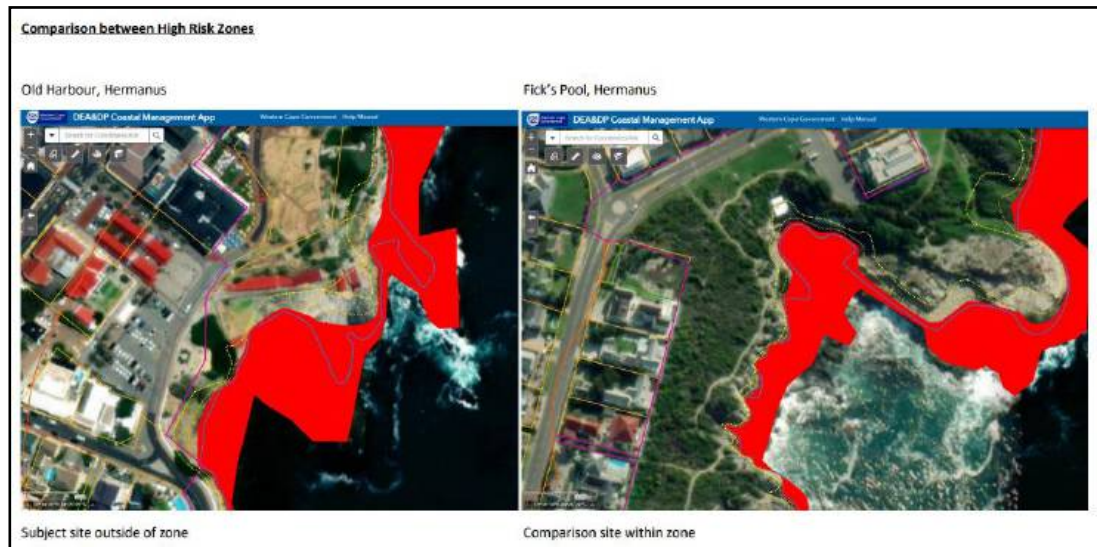 Comparison between High Risk Zones
Old Harbour, Hermanus
Fick's Pool, Hermanus
DEA&DP Coastal Management App
Western Cape Government Help Manual
DEA&DP Coastal Management App
Western Cape Government Help Manual
Subject site outside of zone
Comparison site within zone